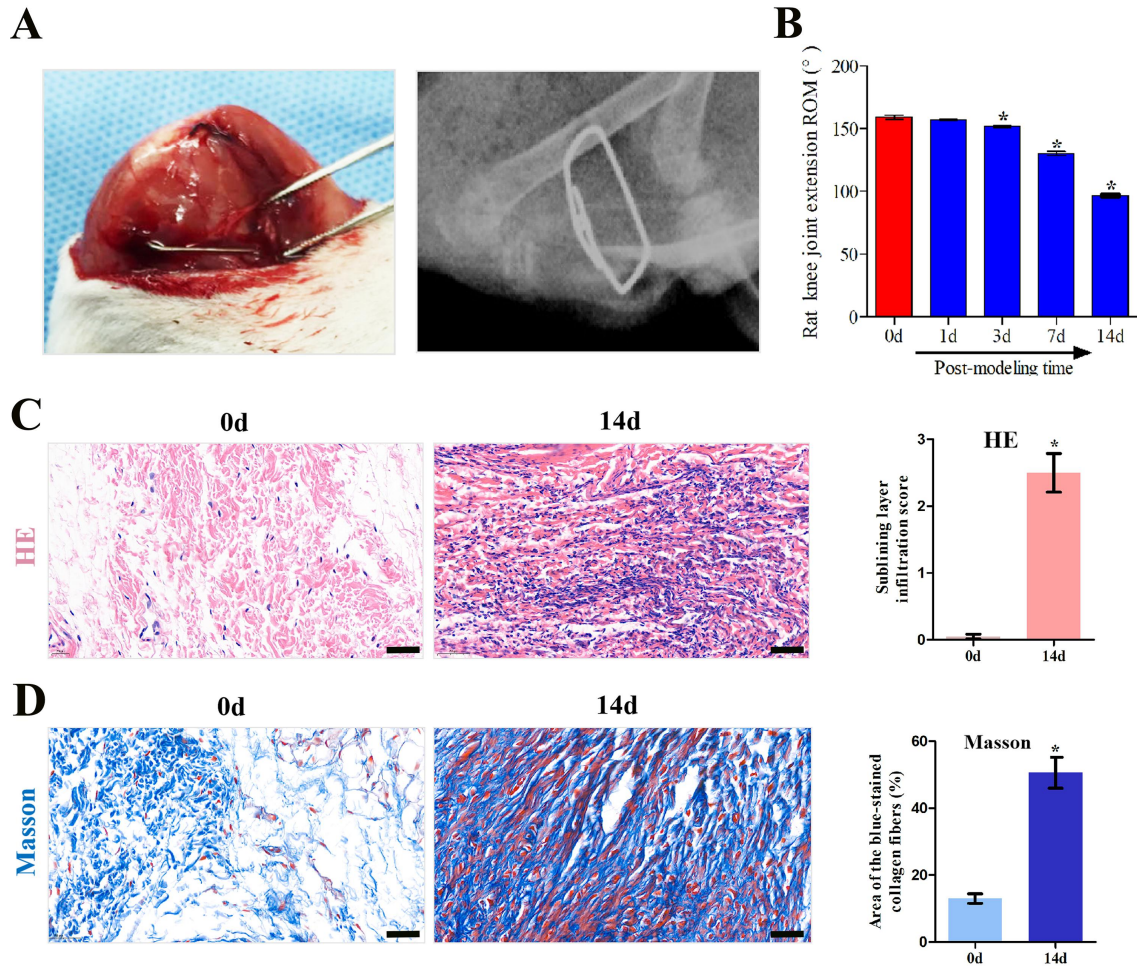 A
B
Rat knee joint extension ROM (°)
200
150
100
50
0
*
*
*
0d
1d
3d
7d
14d
Post-modeling time
C
0d
14d
HE
HE
Sublining layer
infiltration score
3
2
1
0
*
0d
14d
D
0d
14d
Masson
Masson
Area of the blue-stained
collagen fibers (%)
60
40
20
0
*
0d
14d